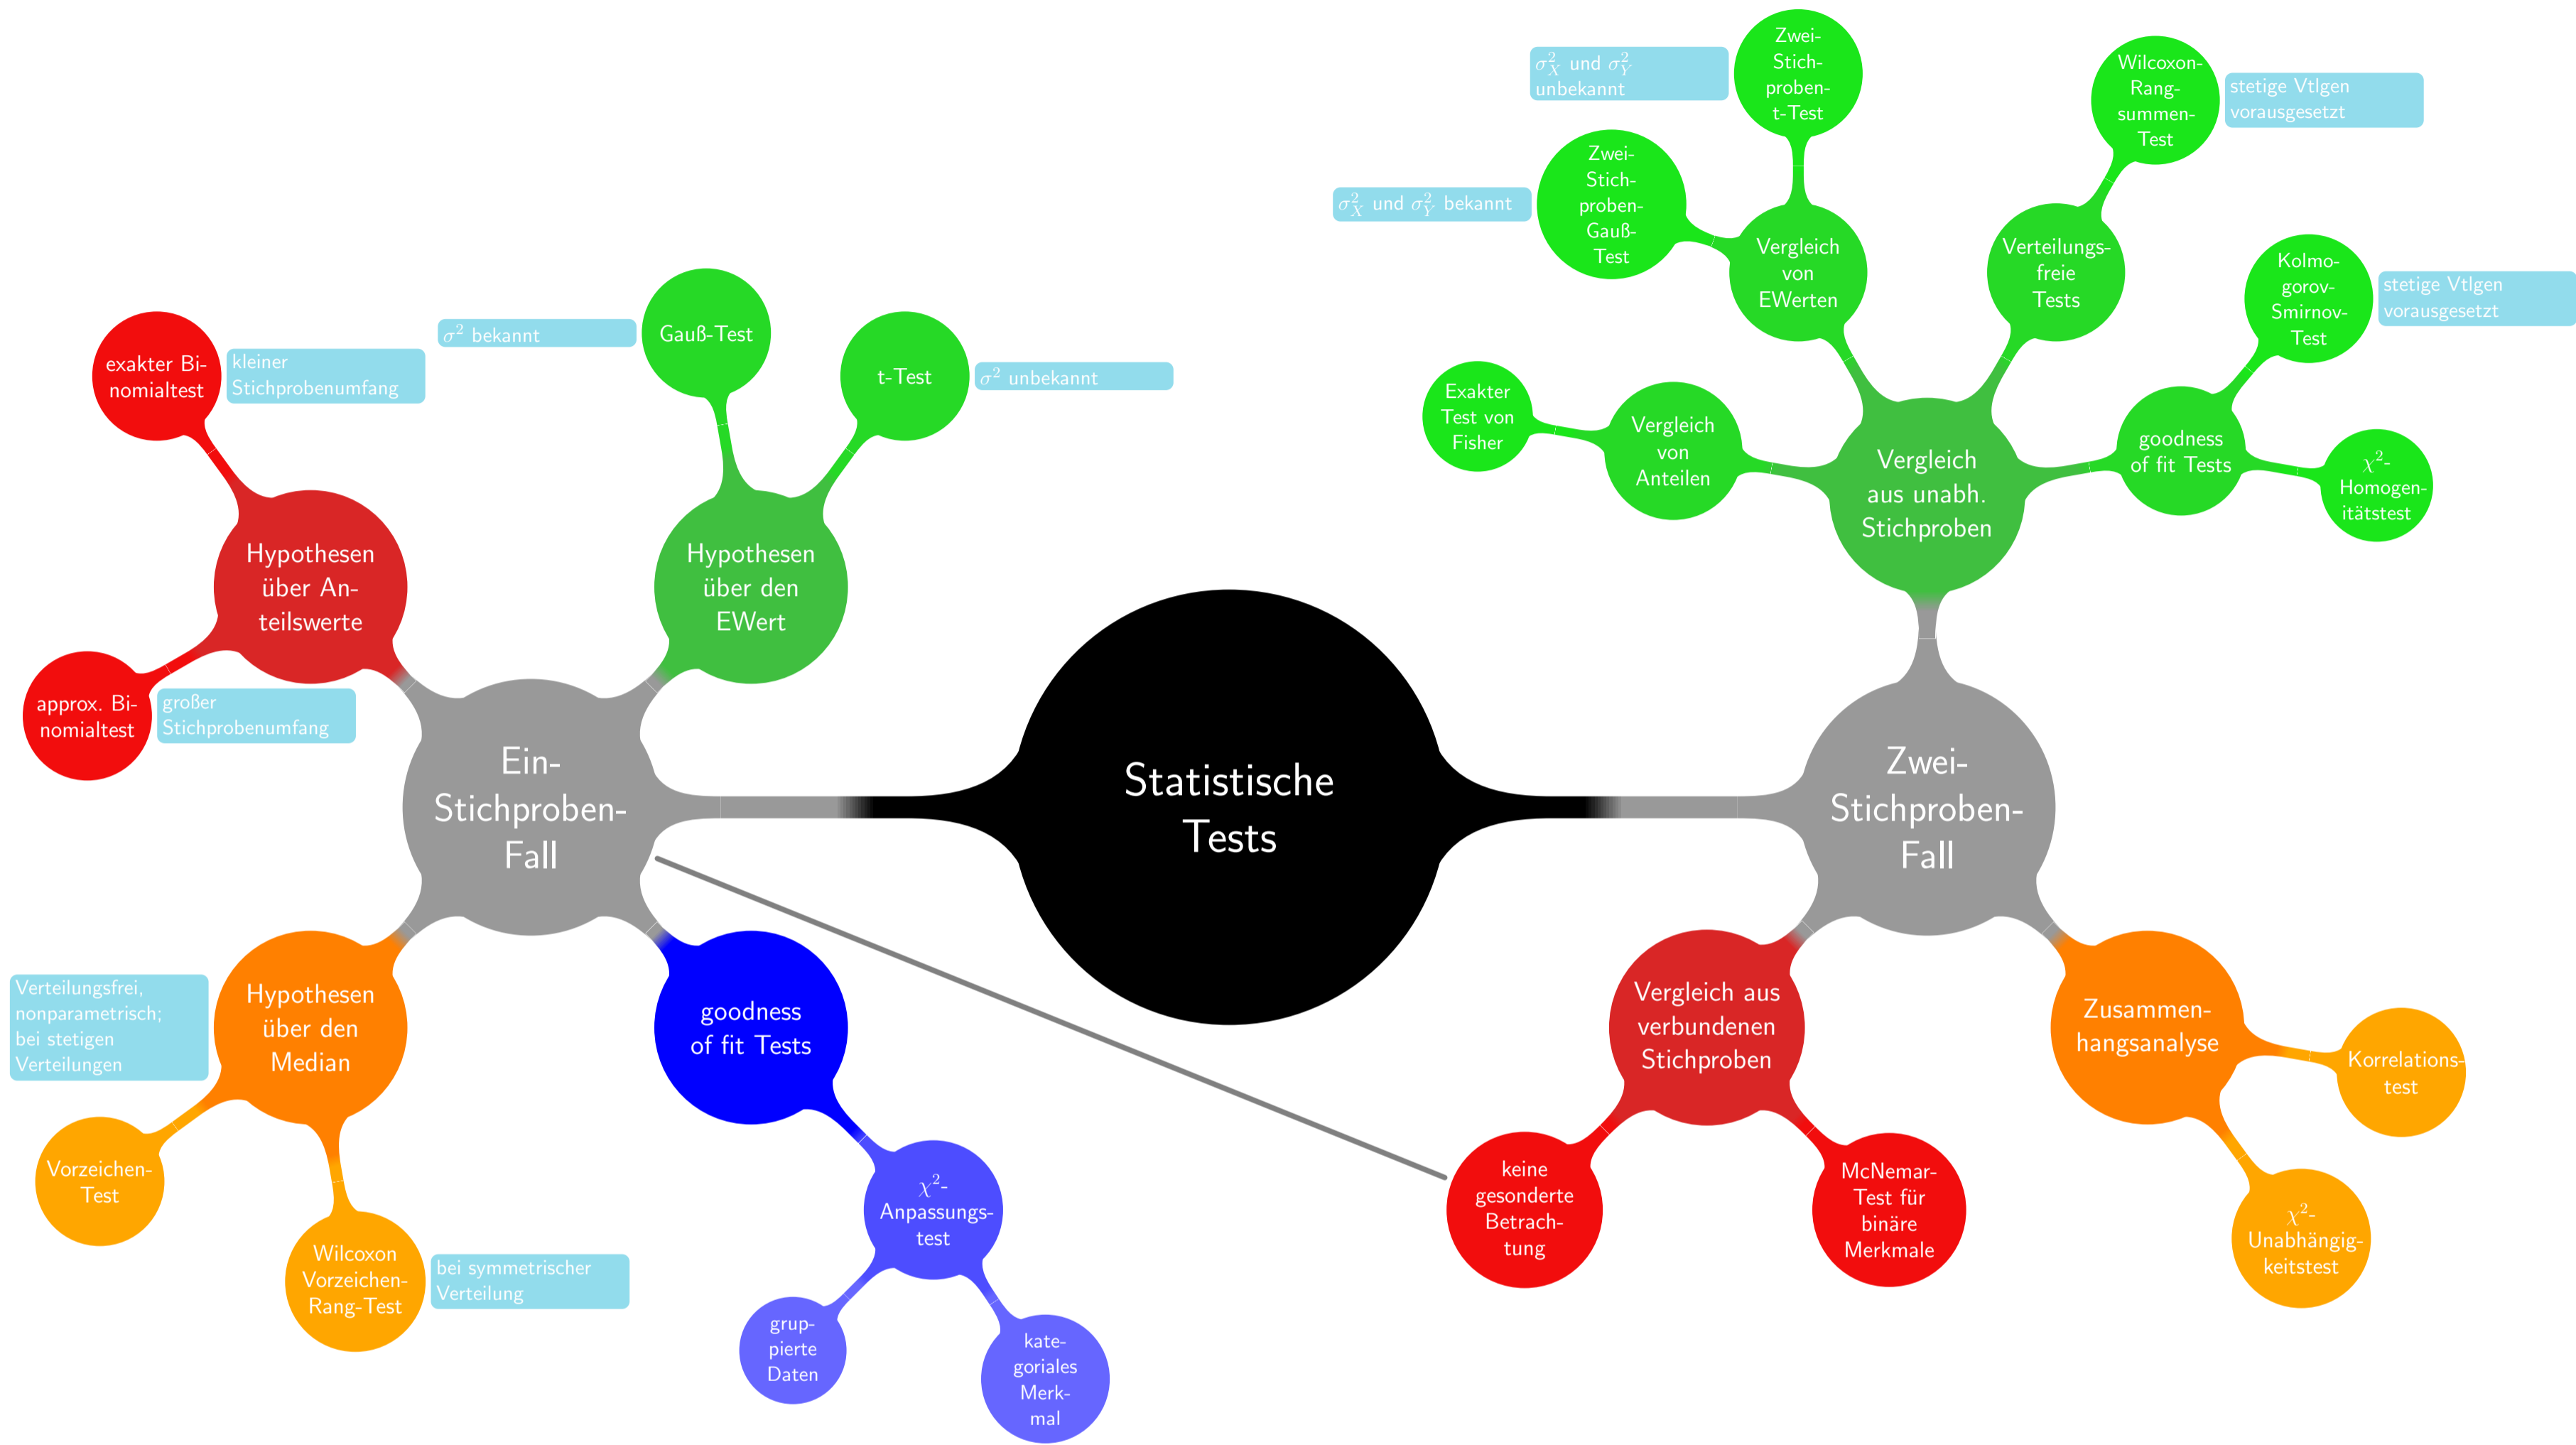 Statistische
Tests
Ein-
Stichproben-
Fall
Hypothesen
über An-
teilswerte
exakter Bi-
nomialtest
kleiner
Stichprobenumfang
approx. Bi-
nomialtest
großer
Stichprobenumfang
Hypothesen
über den
EWert
Gauß-Test
σ² bekannt
t-Test
σ² unbekannt
Hypothesen
über den
Median
Verteilungsfrei,
nonparametrisch;
bei stetigen
Verteilungen
Vorzeichen-
Test
Wilcoxon
Vorzeichen-
Rang-Test
bei symmetrischer
Verteilung
goodness
of fit Tests
χ²-
Anpassungs-
test
grup-
pierte
Daten
kate-
goriales
Merk-
mal
Zwei-
Stichproben-
Fall
Vergleich
aus unabh.
Stichproben
Vergleich
von
Anteilen
Exakter
Test von
Fisher
Vergleich
von
EWerten
Zwei-
Stich-
proben-
Gauß-
Test
σ²_X und σ²_Y bekannt
Zwei-
Stich-
proben-
t-Test
σ²_X und σ²_Y
unbekannt
Verteilungs-
freie
Tests
Wilcoxon-
Rang-
summen-
Test
stetige Vtlgen
vorausgesetzt
goodness
of fit Tests
Kolmo-
gorov-
Smirnov-
Test
stetige Vtlgen
vorausgesetzt
χ²-
Homogen-
itätstest
Vergleich aus
verbundenen
Stichproben
keine
gesonderte
Betrach-
tung
McNemar-
Test für
binäre
Merkmale
Zusammen-
hangsanalyse
Korrelations-
test
χ²-
Unabhängig-
keitstest